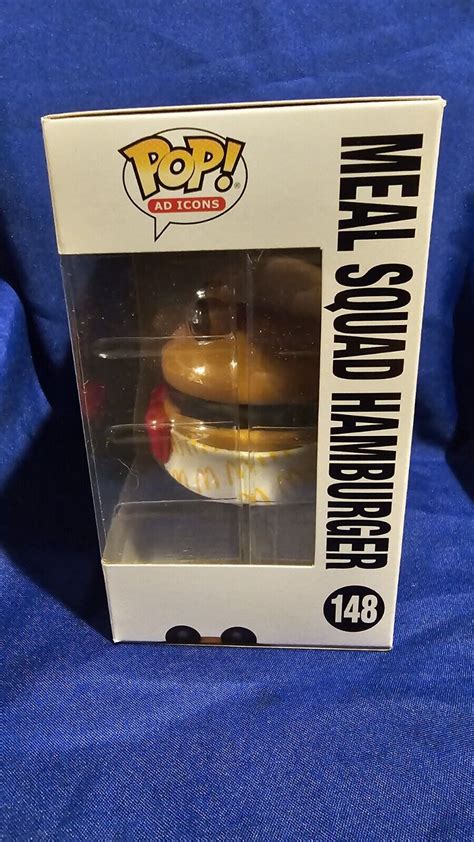 POP!
®
AD ICONS
MEAL SQUAD HAMBURGER
148